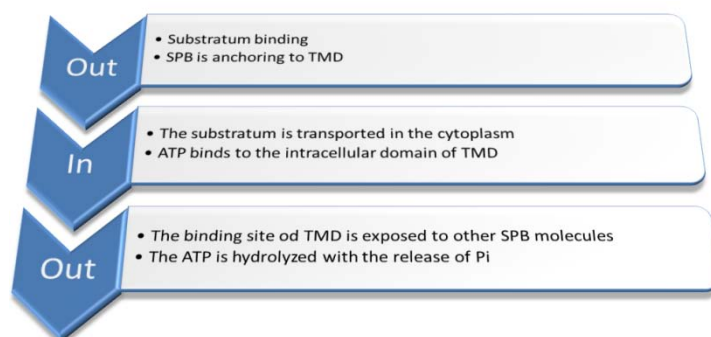 Out
• Substratum binding
• SPB is anchoring to TMD
In
• The substratum is transported in the cytoplasm
• ATP binds to the intracellular domain of TMD
Out
• The binding site od TMD is exposed to other SPB molecules
• The ATP is hydrolyzed with the release of Pi